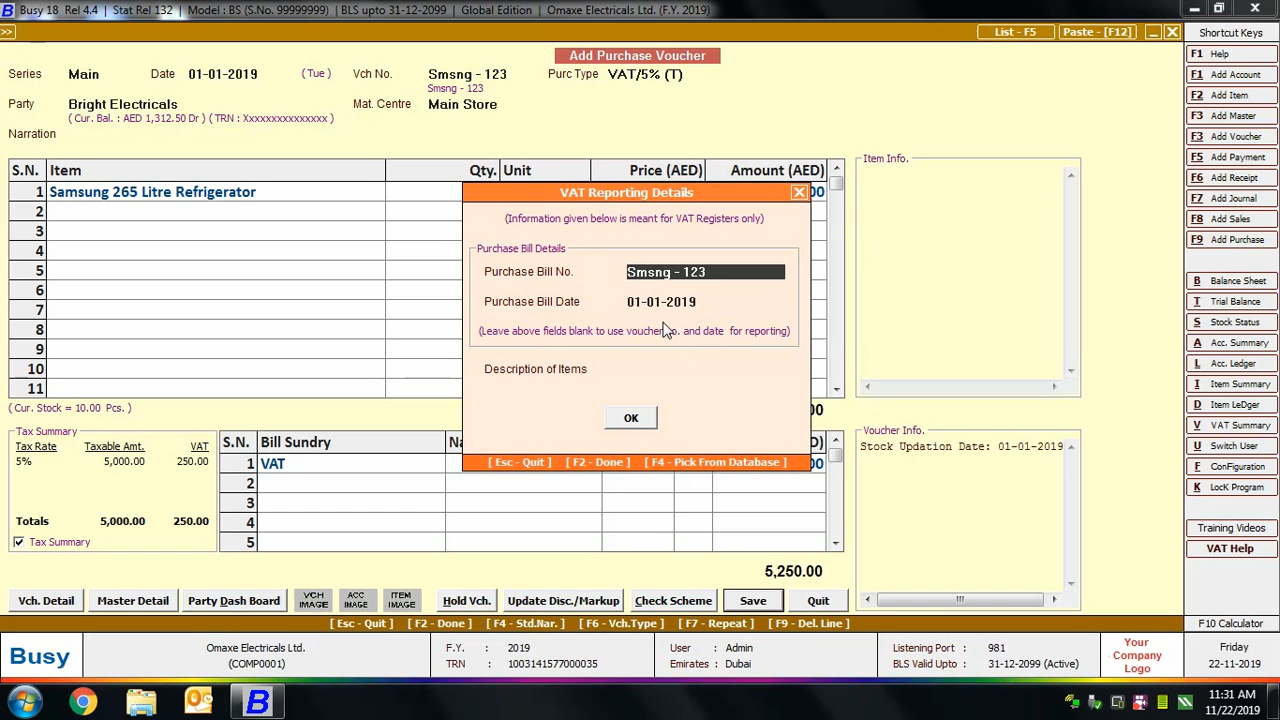 Busy 18 Rel 4.4 | Stat Rel 132 | Model : BS (S.No. 99999999) | BLS upto 31-12-2099 | Global Edition | Omaxe Electricals Ltd. (F.Y. 2019)
>> List - F5 Paste - [F12] Shortcut Keys
Add Purchase Voucher
Series Main Date 01-01-2019 (Tue) Vch No. Smsng - 123 Purc Type VAT/5% (T)
Smsng - 123
Party Bright Electricals Mat. Centre Main Store
( Cur. Bal. : AED 1,312.50 Dr ) ( TRN : Xxxxxxxxxxxxxxx )
Narration
S.N. Item Qty. Unit Price (AED) Amount (AED)
1 Samsung 265 Litre Refrigerator
2
3
4
5
6
7
8
9
10
11
( Cur. Stock = 10.00 Pcs. )
VAT Reporting Details
(Information given below is meant for VAT Registers only)
Purchase Bill Details
Purchase Bill No. Smsng - 123
Purchase Bill Date 01-01-2019
(Leave above fields blank to use voucher no. and date for reporting)
Description of Items
OK
[ Esc - Quit ] [ F2 - Done ] [ F4 - Pick From Database ]
Item Info.
Tax Summary
Tax Rate Taxable Amt. VAT
5% 5,000.00 250.00
Totals 5,000.00 250.00
Tax Summary
S.N. Bill Sundry
1 VAT
2
3
4
5
5,250.00
Voucher Info.
Stock Updation Date: 01-01-2019
Vch. Detail Master Detail Party Dash Board VCH IMAGE ACC IMAGE ITEM IMAGE Hold Vch. Update Disc./Markup Check Scheme Save Quit
[ Esc - Quit ] [ F2 - Done ] [ F4 - Std.Nar. ] [ F6 - Vch.Type ] [ F7 - Repeat ] [ F9 - Del. Line ]
F1 Help
F1 Add Account
F2 Add Item
F3 Add Master
F3 Add Voucher
F5 Add Payment
F6 Add Receipt
F7 Add Journal
F8 Add Sales
F9 Add Purchase
B Balance Sheet
T Trial Balance
S Stock Status
A Acc. Summary
L Acc. Ledger
I Item Summary
D Item LeDger
V VAT Summary
U Switch User
F ConFiguration
K LocK Program
Training Videos
VAT Help
F10 Calculator
Busy
Omaxe Electricals Ltd.
(COMP0001)
F.Y. : 2019
TRN : 1003141577000035
User : Admin
Emirates : Dubai
Listening Port : 981
BLS Valid Upto : 31-12-2099 (Active)
Your Company Logo
Friday
22-11-2019
11:31 AM
11/22/2019